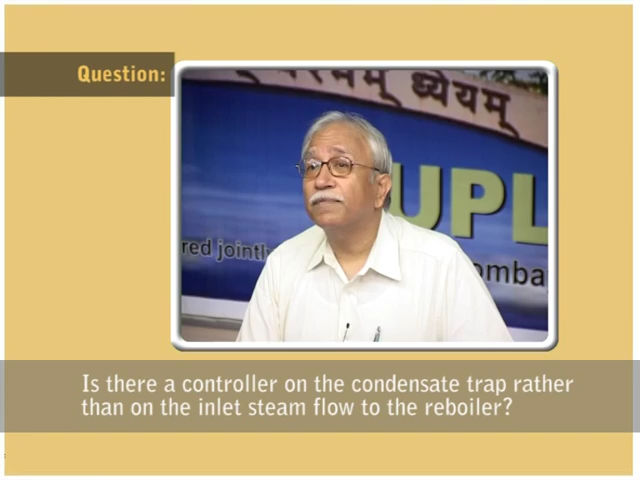 Question:
ध्येयम्
UPL
red jointly
omba
Is there a controller on the condensate trap rather
than on the inlet steam flow to the reboiler?